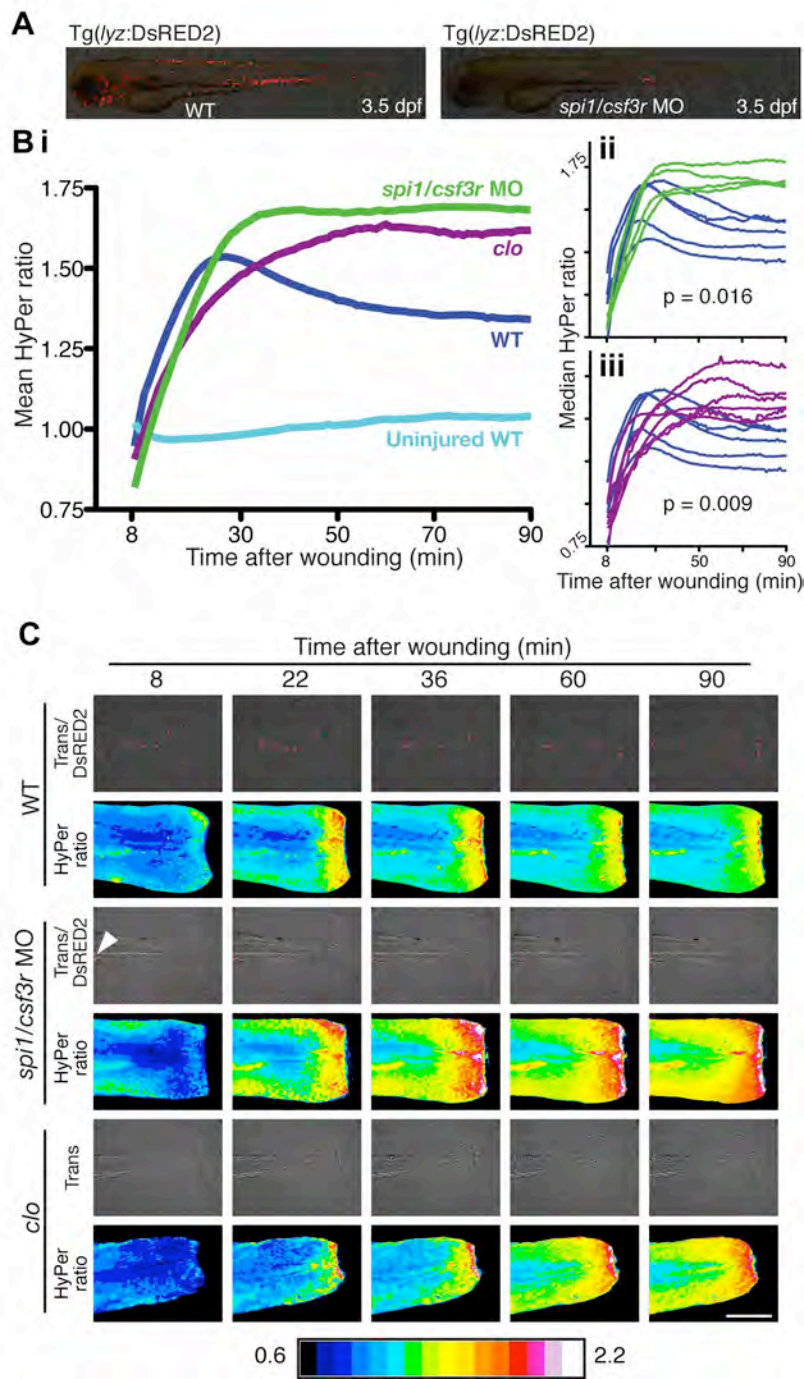 A
Tg(lyz:DsRED2)
Tg(lyz:DsRED2)
WT
3.5 dpf
spi1/csf3r MO
3.5 dpf
B i
Mean HyPer ratio
1.75
1.50
1.25
1.00
0.75
spi1/csf3r MO
clo
WT
Uninjured WT
8
30
50
70
90
Time after wounding (min)
ii
1.75
p = 0.016
Median HyPer ratio
iii
p = 0.009
0.75
8
50
90
Time after wounding (min)
C
Time after wounding (min)
8
22
36
60
90
WT
Trans/
DsRED2
HyPer
ratio
spi1/csf3r MO
Trans/
DsRED2
HyPer
ratio
clo
Trans
HyPer
ratio
0.6
2.2